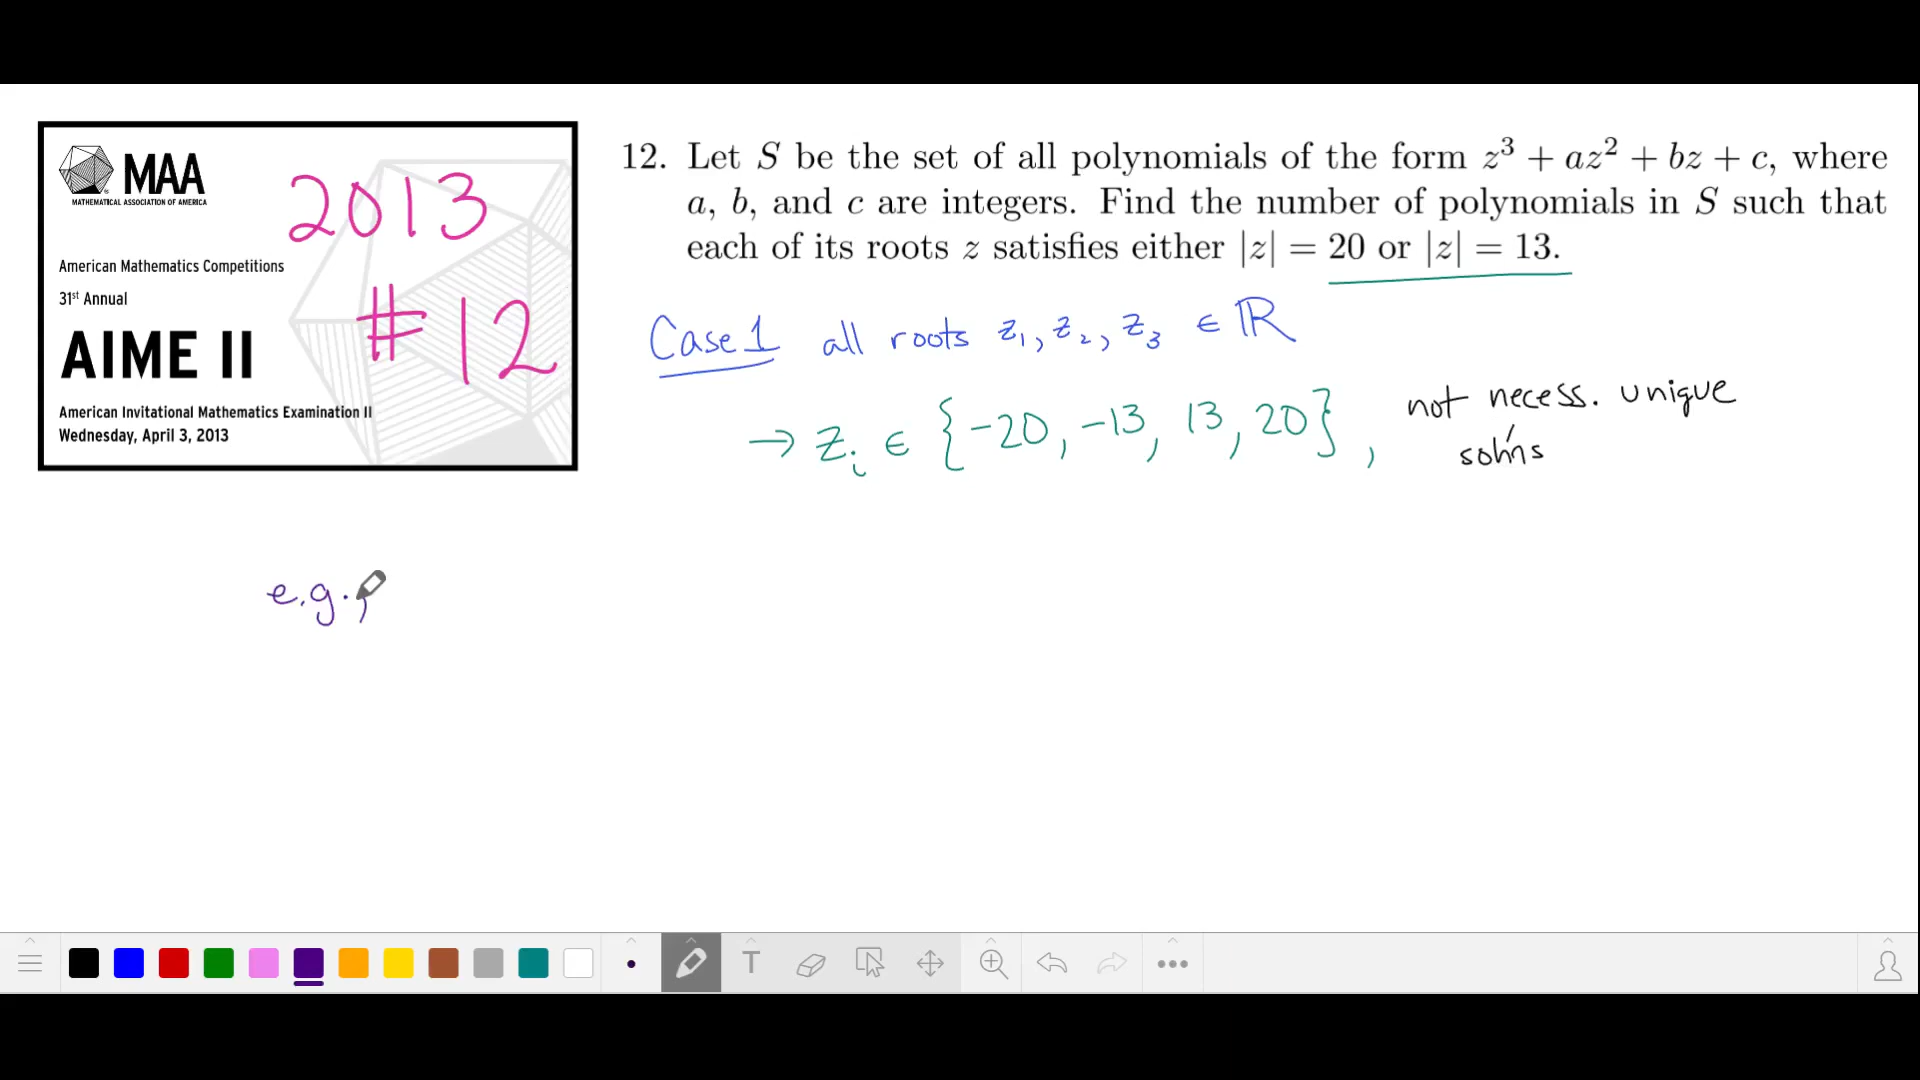 MAA
MATHEMATICAL ASSOCIATION OF AMERICA
2013
American Mathematics Competitions
31st Annual
#12
AIME II
American Invitational Mathematics Examination II
Wednesday, April 3, 2013
12. Let S be the set of all polynomials of the form z³ + az² + bz + c, where
a, b, and c are integers. Find the number of polynomials in S such that
each of its roots z satisfies either |z| = 20 or |z| = 13.
Case 1 all roots z₁, z₂, z₃ ∈ ℝ
→ zᵢ ∈ {-20, -13, 13, 20}, not necess. unique
sol'ns
e.g.,
T